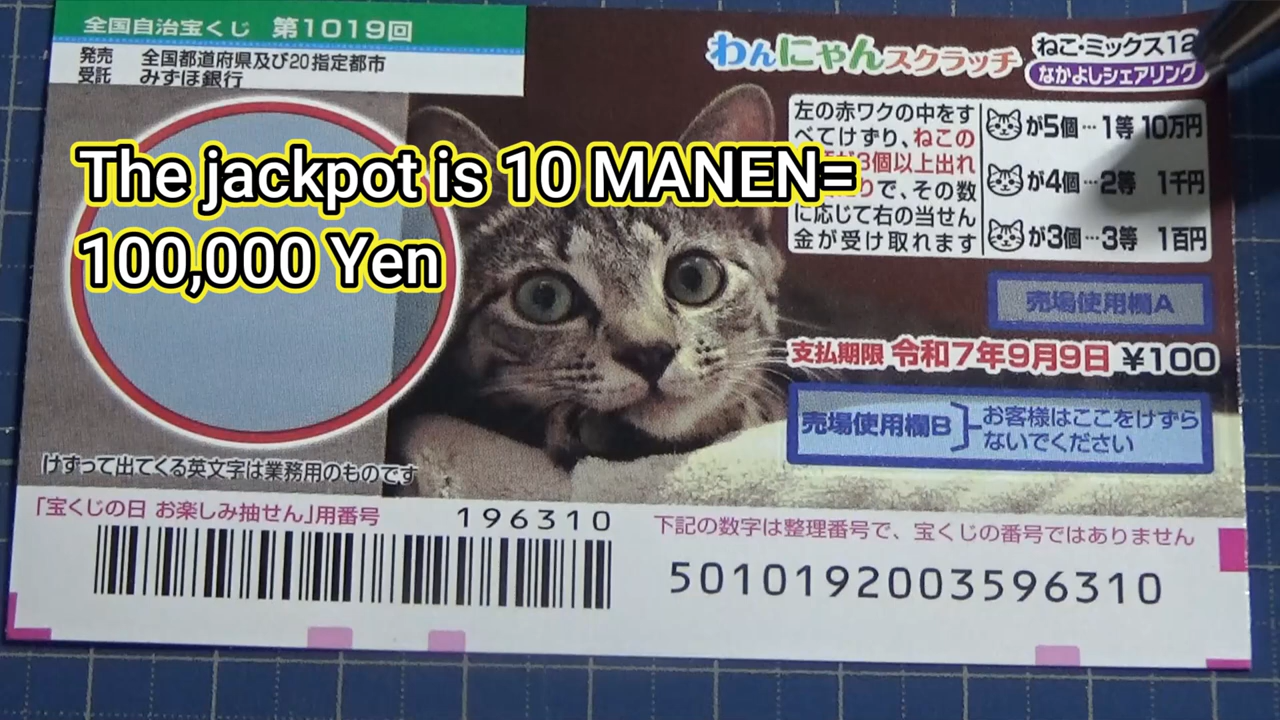 全国自治宝くじ 第1019回
発売 全国都道府県及び20指定都市
受託 みずほ銀行
わんにゃんスクラッチ
ねこ・ミックス12
なかよしシェアリング
The jackpot is 10 MANEN=
100,000 Yen
左の赤ワクの中をす
べてけずり、ねこの
が3個以上出れ
りで、その数
に応じて右の当せん
金が受け取れます
が5個…1等 10万円
が4個…2等 1千円
が3個…3等 1百円
売場使用欄A
支払期限 令和7年9月9日 ¥100
売場使用欄B
お客様はここをけずら
ないでください
けずって出てくる英文字は業務用のものです
「宝くじの日 お楽しみ抽せん」用番号
196310
下記の数字は整理番号で、宝くじの番号ではありません
5010192003596310